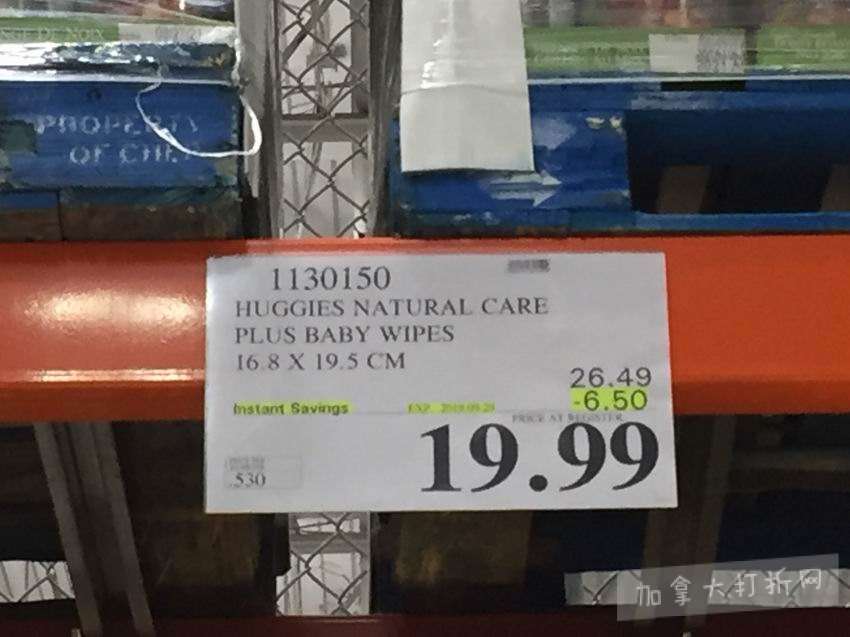 PROPERTY
OF CHE
1130150
HUGGIES NATURAL CARE
PLUS BABY WIPES
16.8 X 19.5 CM
26.49
Instant Savings
-6.50
PRICE AT REGISTER
19.99
.530
加拿大打折网